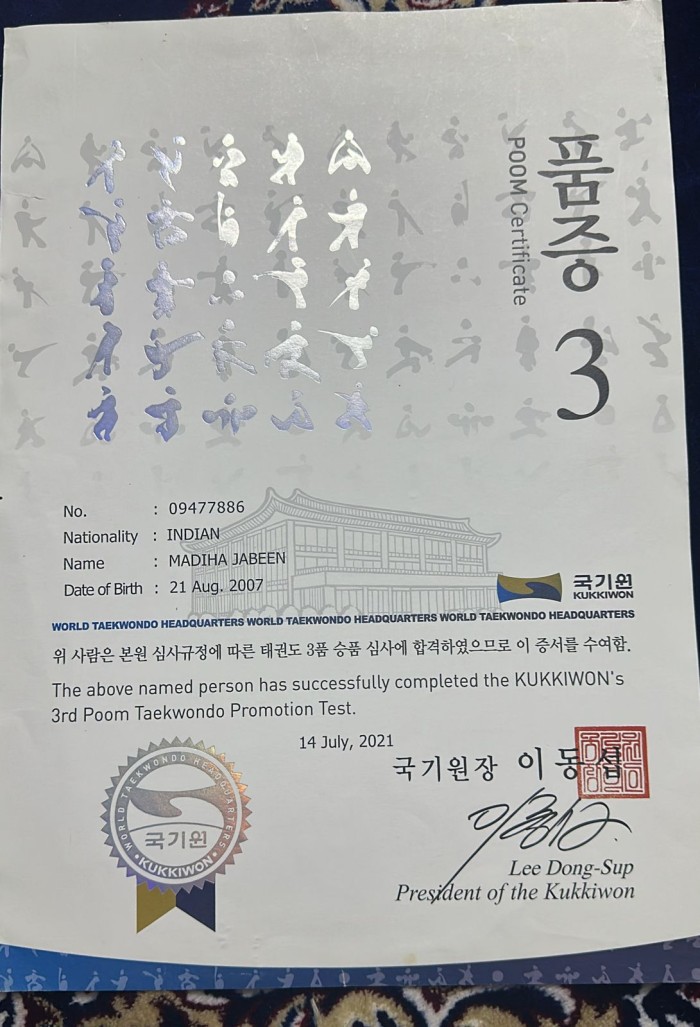 품증
POOM Certificate
3
No. : 09477886
Nationality : INDIAN
Name : MADIHA JABEEN
Date of Birth : 21 Aug. 2007
국기원
KUKKIWON
WORLD TAEKWONDO HEADQUARTERS WORLD TAEKWONDO HEADQUARTERS WORLD TAEKWONDO HEADQUARTERS
위 사람은 본원 심사규정에 따른 태권도 3품 승품 심사에 합격하였으므로 이 증서를 수여함.
The above named person has successfully completed the KUKKIWON's
3rd Poom Taekwondo Promotion Test.
14 July, 2021
국기원장 이동섭
Lee Dong-Sup
President of the Kukkiwon
WORLD TAEKWONDO HEADQUARTERS
국기원
KUKKIWON